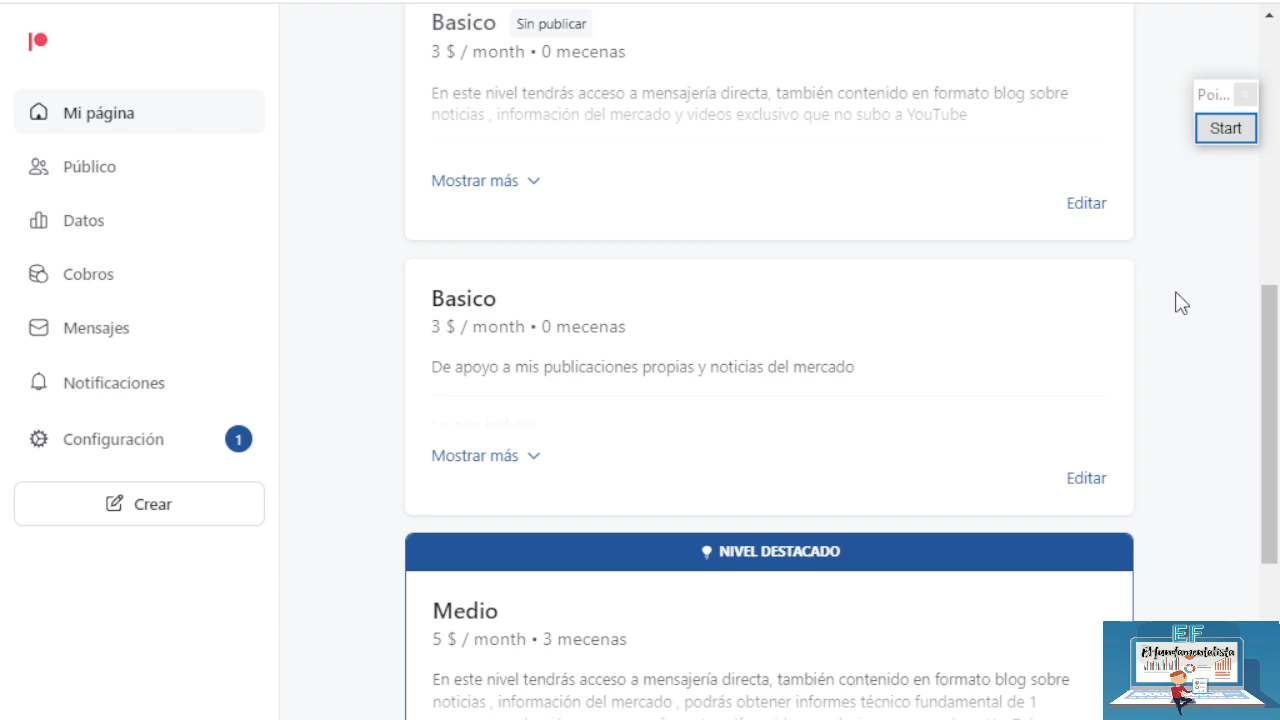 Mi página
Público
Datos
Cobros
Mensajes
Notificaciones
Configuración 1
Crear
Basico Sin publicar
3 $ / month • 0 mecenas
En este nivel tendrás acceso a mensajería directa, también contenido en formato blog sobre
noticias , información del mercado y videos exclusivo que no subo a YouTube
Mostrar más
Editar
Basico
3 $ / month • 0 mecenas
De apoyo a mis publicaciones propias y noticias del mercado
Mostrar más
Editar
NIVEL DESTACADO
Medio
5 $ / month • 3 mecenas
En este nivel tendrás acceso a mensajería directa, también contenido en formato blog sobre
noticias , información del mercado , podrás obtener informes técnico fundamental de 1
Poi...
Start
EF
El fundamentalista